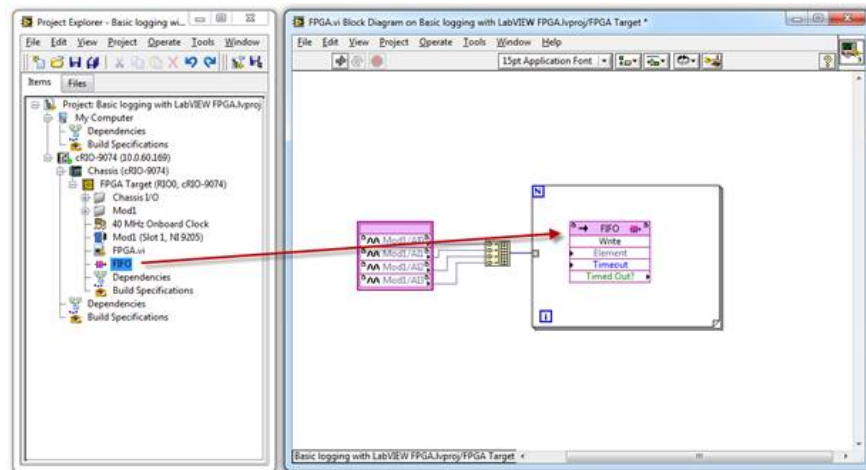 Project Explorer - Basic logging wi...
File Edit View Project Operate Tools Window
Items Files
Project: Basic logging with LabVIEW FPGA.lvproj
My Computer
Dependencies
Build Specifications
cRIO-9074 (10.0.60.169)
Chassis (cRIO-9074)
FPGA Target (RIO0, cRIO-9074)
Chassis I/O
Mod1
40 MHz Onboard Clock
Mod1 (Slot 1, NI 9205)
FPGA.vi
FIFO
Dependencies
Build Specifications
Dependencies
Build Specifications
FPGA.vi Block Diagram on Basic logging with LabVIEW FPGA.lvproj/FPGA Target *
File Edit View Project Operate Tools Window Help
15pt Application Font
Mod1/AI0
Mod1/AI1
Mod1/AI2
Mod1/AI3
N
FIFO
Write
Element
Timeout
Timed Out?
i
Basic logging with LabVIEW FPGA.lvproj/FPGA Target